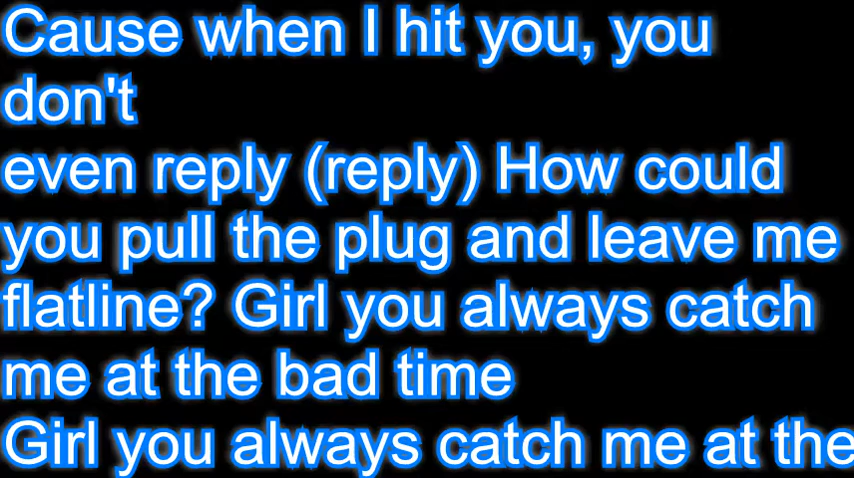 Cause when I hit you, you
don't
even reply (reply) How could
you pull the plug and leave me
flatline? Girl you always catch
me at the bad time
Girl you always catch me at the